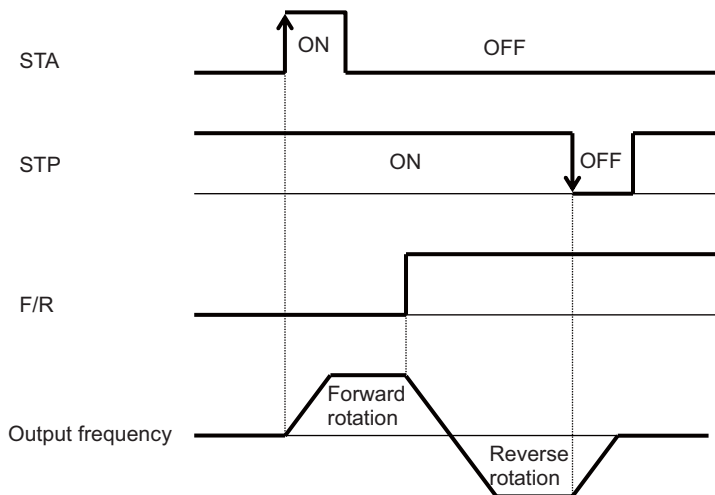 STA
ON
OFF
STP
ON
OFF
F/R
Output frequency
Forward
rotation
Reverse
rotation